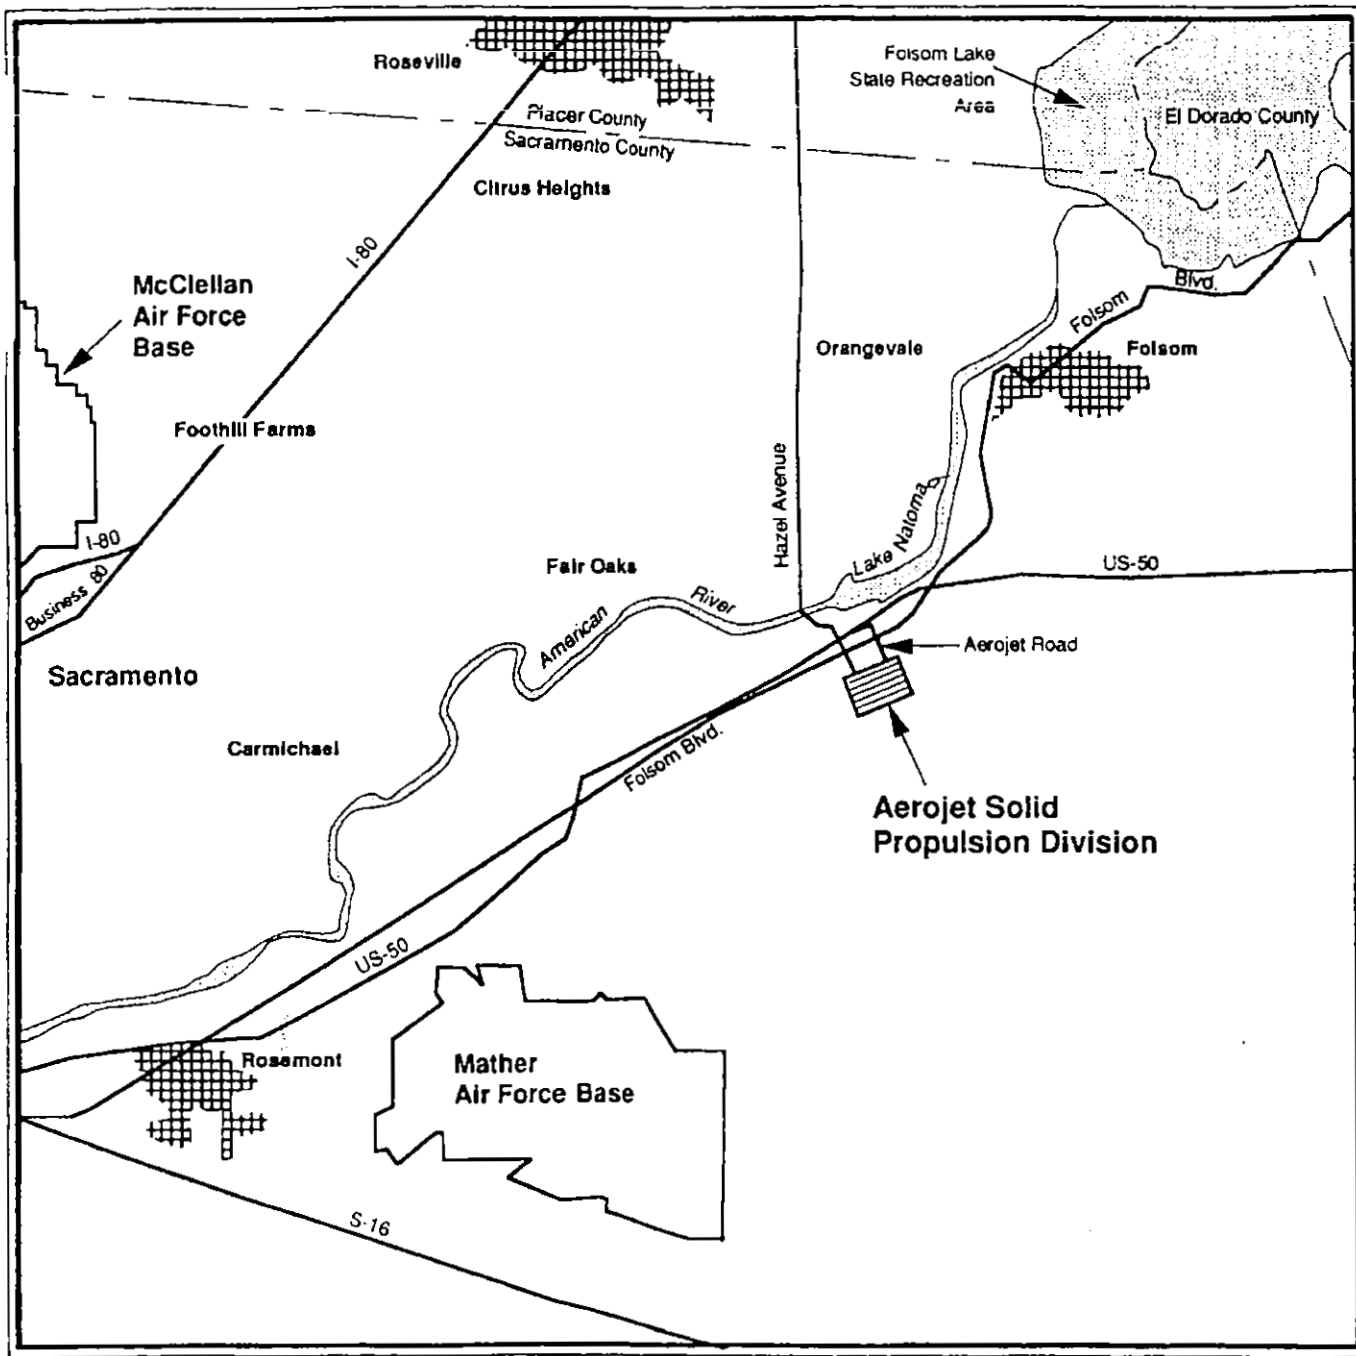 Roseville
Folsom Lake
State Recreation
Area
El Dorado County
Placer County
Sacramento County
Citrus Heights
I-80
McClellan
Air Force
Base
Blvd.
Folsom
Orangevale
Folsom
Foothill Farms
Hazel Avenue
Lake Natoma
I-80
Business 80
Fair Oaks
US-50
American River
Aerojet Road
Sacramento
Carmichael
Folsom Blvd.
Aerojet Solid
Propulsion Division
US-50
Rosemont
Mather
Air Force Base
S-16